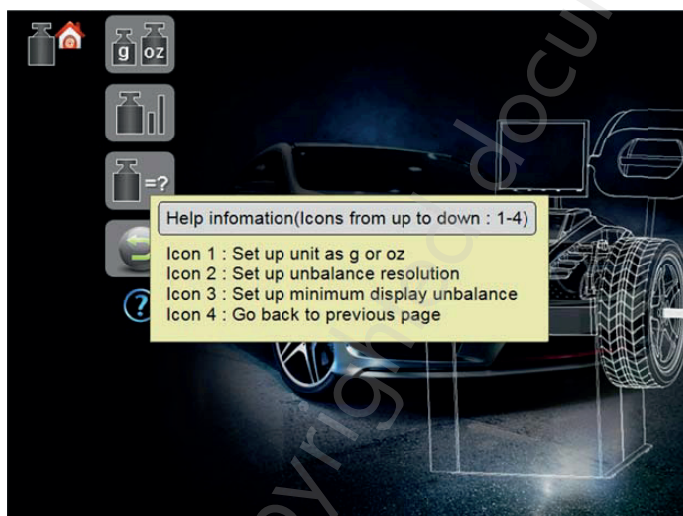 g oz
=?
Help infomation(Icons from up to down : 1-4)
Icon 1 : Set up unit as g or oz
Icon 2 : Set up unbalance resolution
Icon 3 : Set up minimum display unbalance
Icon 4 : Go back to previous page
?